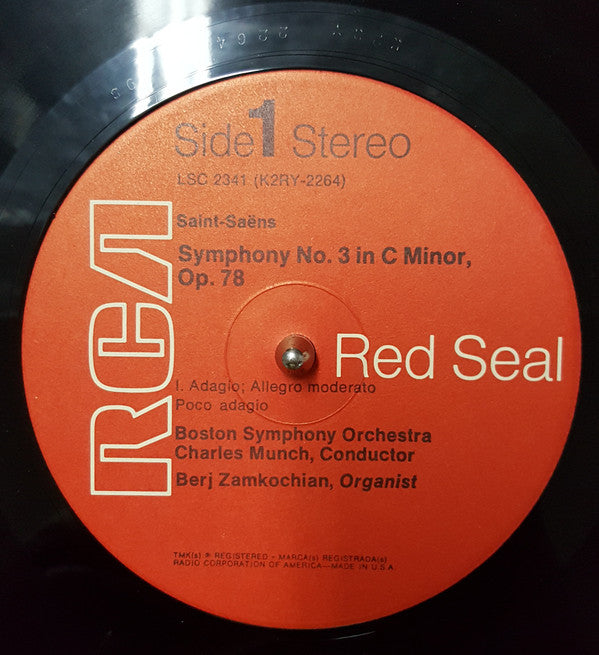 Side 1 Stereo
LSC 2341 (K2RY-2264)
Saint-Saëns
Symphony No. 3 in C Minor,
Op. 78
RCA
Red Seal
I. Adagio; Allegro moderato
Poco adagio
Boston Symphony Orchestra
Charles Munch, Conductor
Berj Zamkochian, Organist
TMK(s) ® REGISTERED - MARCA(s) REGISTRADA(s)
RADIO CORPORATION OF AMERICA—MADE IN U.S.A.